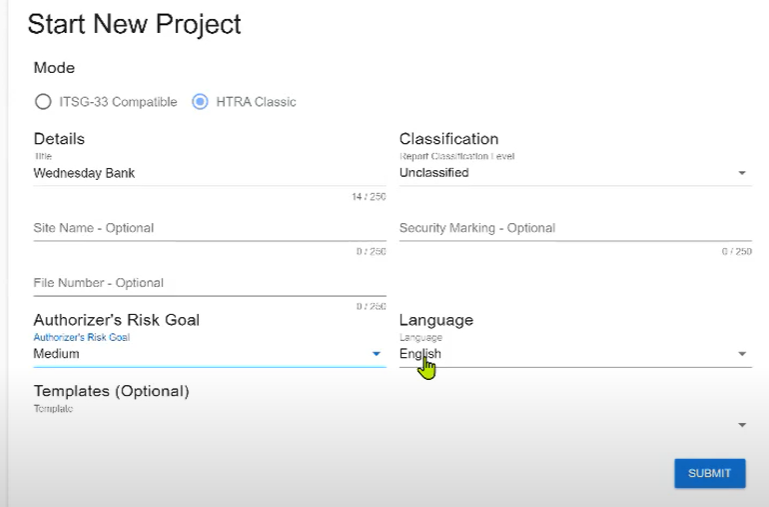 Start New Project
Mode
ITSG-33 Compatible HTRA Classic
Details
Title
Wednesday Bank
14 / 250
Site Name - Optional
0 / 250
File Number - Optional
0 / 250
Classification
Report Classification Level
Unclassified
Security Marking - Optional
0 / 250
Authorizer's Risk Goal
Authorizer's Risk Goal
Medium
Language
Language
English
Templates (Optional)
Template
SUBMIT